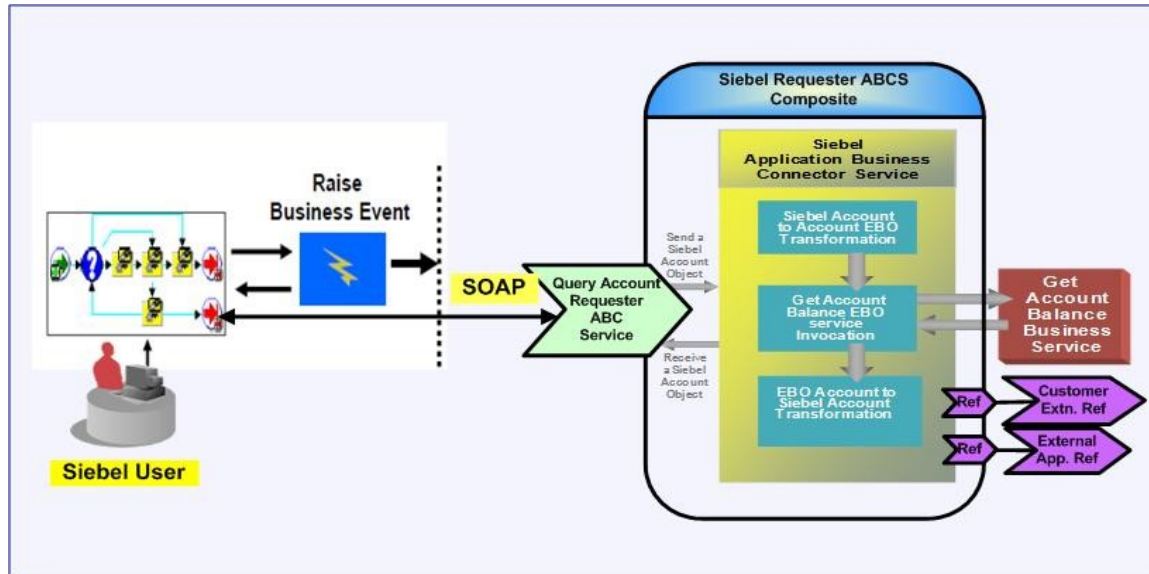 Siebel Requester ABCS
Composite
Siebel
Application Business
Connector Service
Raise
Business Event
Siebel Account
to Account EBO
Transformation
Send a
Siebel
Account
Object
SOAP
Query Account
Requester
ABC
Service
Get Account
Balance EBO
service
Invocation
Get
Account
Balance
Business
Service
Receive
a Siebel
Account
Object
EBO Account to
Siebel Account
Transformation
Ref
Customer
Extn. Ref
Ref
External
App. Ref
Siebel User
?